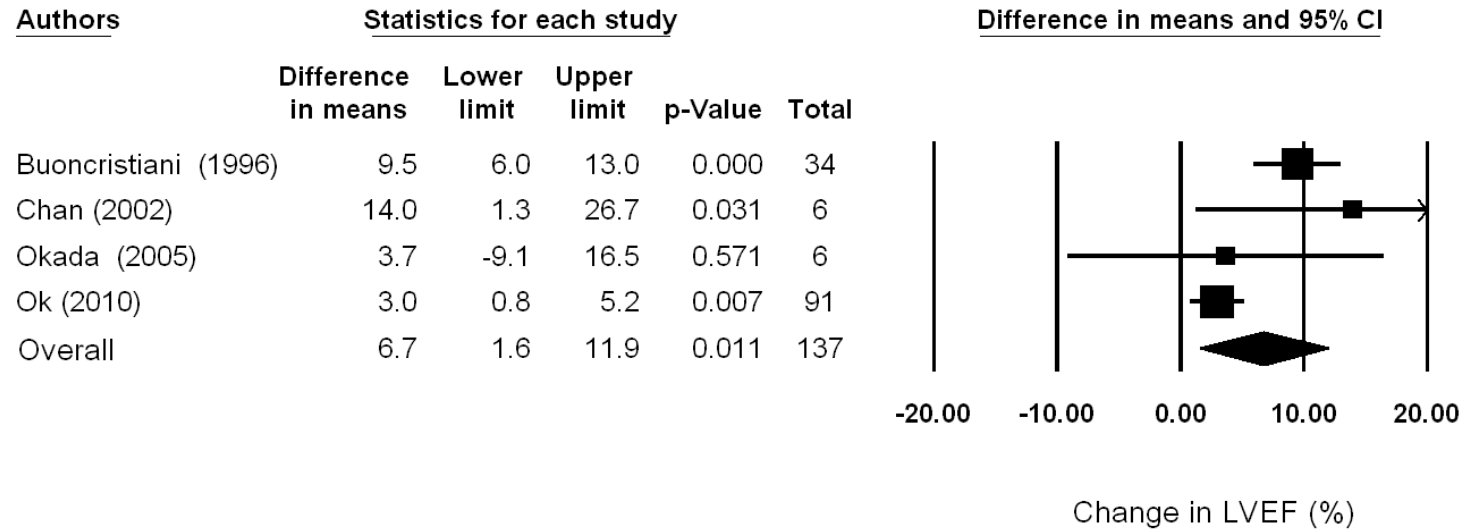 Authors Statistics for each study Difference in means and 95% CI
Difference Lower Upper
in means limit limit p-Value Total
Buoncristiani (1996) 9.5 6.0 13.0 0.000 34
Chan (2002) 14.0 1.3 26.7 0.031 6
Okada (2005) 3.7 -9.1 16.5 0.571 6
Ok (2010) 3.0 0.8 5.2 0.007 91
Overall 6.7 1.6 11.9 0.011 137
-20.00 -10.00 0.00 10.00 20.00
Change in LVEF (%)